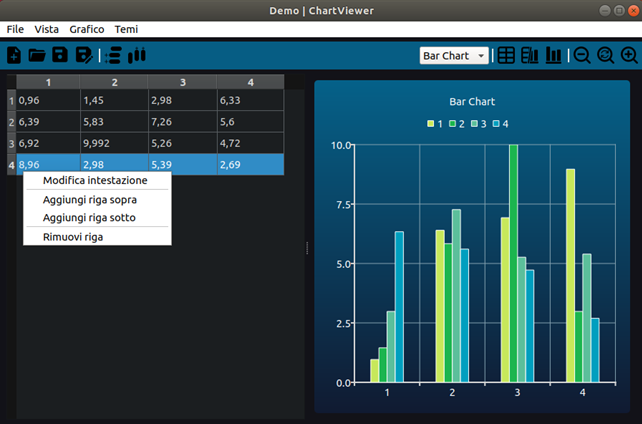 Demo | ChartViewer
File Vista Grafico Temi
Bar Chart
1 2 3 4
1 0,96 1,45 2,98 6,33
2 6,39 5,83 7,26 5,6
3 6,92 9,992 5,26 4,72
4 8,96 2,98 5,39 2,69
Modifica intestazione
Aggiungi riga sopra
Aggiungi riga sotto
Rimuovi riga
Bar Chart
1 2 3 4
10.0
7.5
5.0
2.5
0.0
1 2 3 4